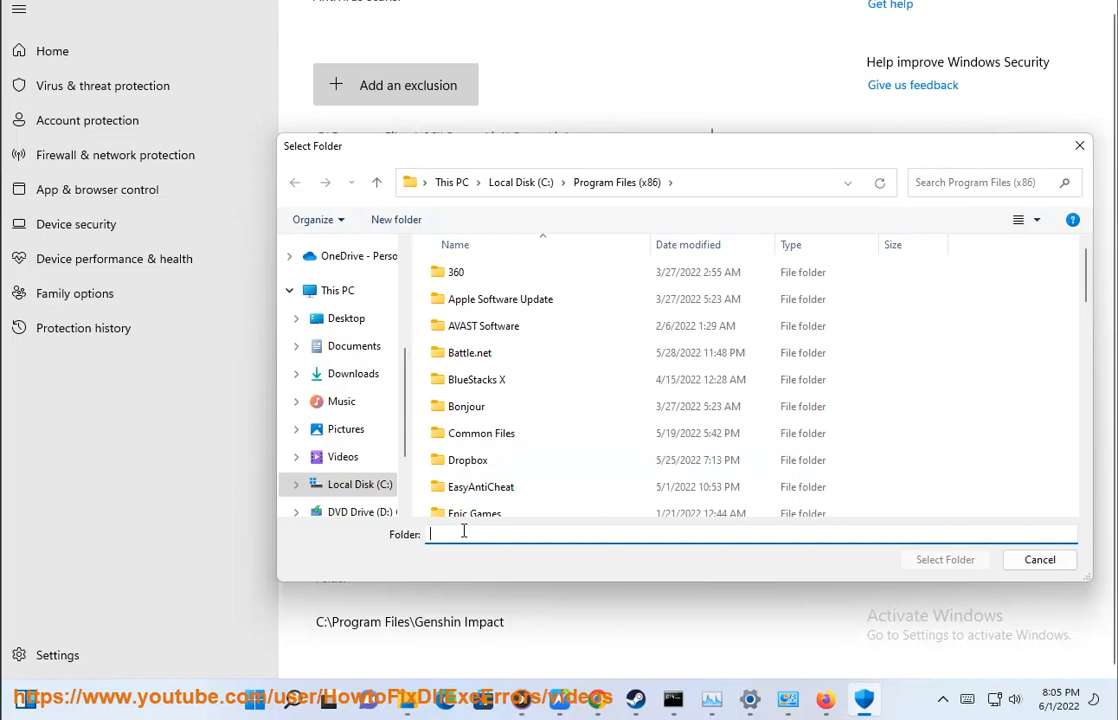 Get help
Home
Help improve Windows Security
Give us feedback
Virus & threat protection
Add an exclusion
Account protection
Firewall & network protection
App & browser control
Device security
Device performance & health
Family options
Protection history
Settings
Select Folder
This PC > Local Disk (C:) > Program Files (x86) >
Search Program Files (x86)
Organize
New folder
Name Date modified Type Size
OneDrive - Perso
This PC
Desktop
Documents
Downloads
Music
Pictures
Videos
Local Disk (C:)
DVD Drive (D:)
360 3/27/2022 2:55 AM File folder
Apple Software Update 3/27/2022 5:23 AM File folder
AVAST Software 2/6/2022 1:29 AM File folder
Battle.net 5/28/2022 11:48 PM File folder
BlueStacks X 4/15/2022 12:28 AM File folder
Bonjour 3/27/2022 5:23 AM File folder
Common Files 5/19/2022 5:42 PM File folder
Dropbox 5/25/2022 7:13 PM File folder
EasyAntiCheat 5/1/2022 10:53 PM File folder
Epic Games 1/21/2022 12:44 AM File folder
Folder:
Select Folder
Cancel
C:\Program Files\Genshin Impact
Activate Windows
Go to Settings to activate Windows.
https://www.youtube.com/user/HowtoFixDllExeErrors/videos
8:05 PM
6/1/2022